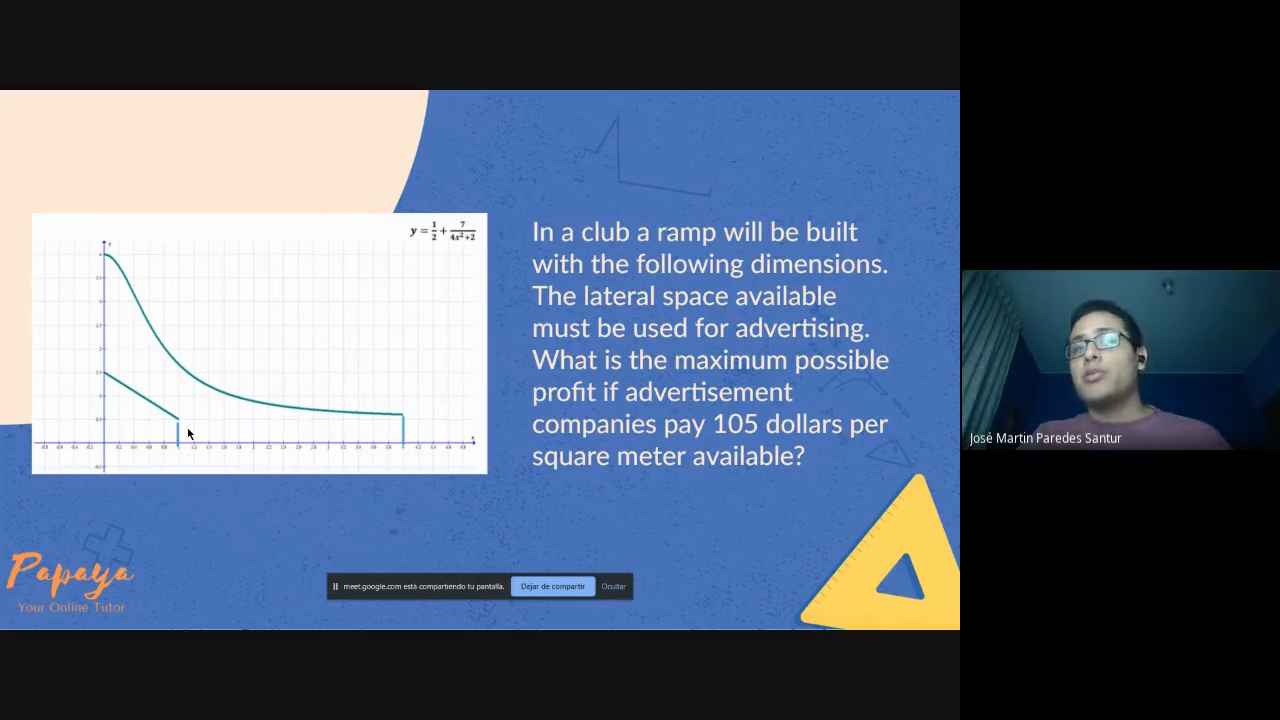 y = 1/2 + 7/(4x²+2)
In a club a ramp will be built
with the following dimensions.
The lateral space available
must be used for advertising.
What is the maximum possible
profit if advertisement
companies pay 105 dollars per
square meter available?
José Martin Paredes Santur
Papaya
Your Online Tutor
meet.google.com está compartiendo tu pantalla.
Dejar de compartir
Ocultar